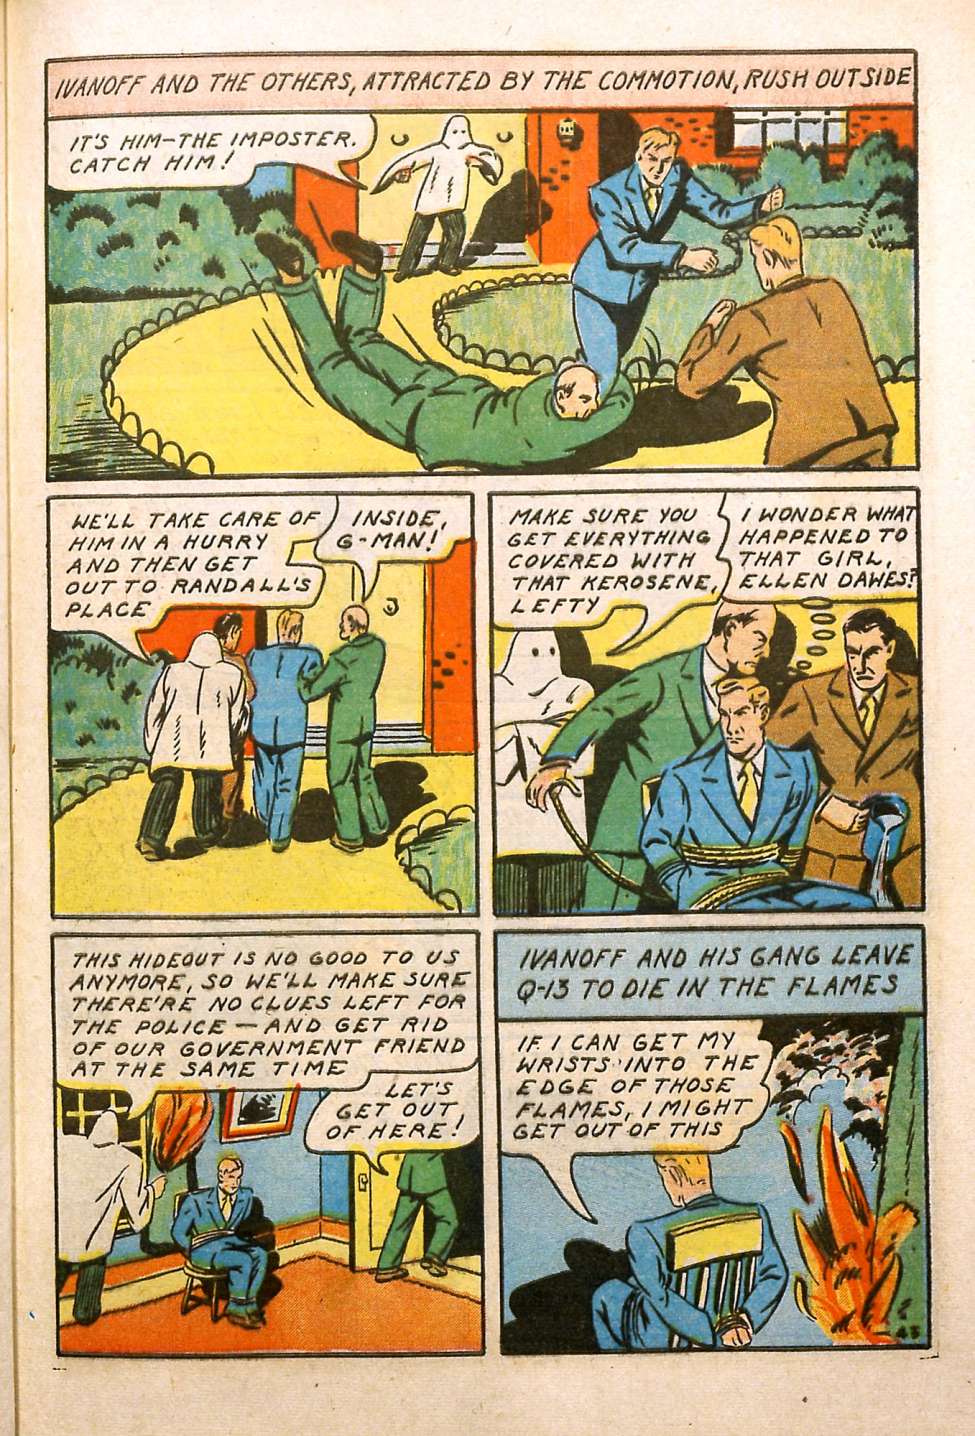 IVANOFF AND THE OTHERS, ATTRACTED BY THE COMMOTION, RUSH OUTSIDE
IT'S HIM—THE IMPOSTER.
CATCH HIM!
WE'LL TAKE CARE OF
HIM IN A HURRY
AND THEN GET
OUT TO RANDALL'S
PLACE
INSIDE,
G-MAN!
MAKE SURE YOU
GET EVERYTHING
COVERED WITH
THAT KEROSENE,
LEFTY
I WONDER WHAT
HAPPENED TO
THAT GIRL,
ELLEN DAWES?
THIS HIDEOUT IS NO GOOD TO US
ANYMORE, SO WE'LL MAKE SURE
THERE'RE NO CLUES LEFT FOR
THE POLICE—AND GET RID
OF OUR GOVERNMENT FRIEND
AT THE SAME TIME
LET'S
GET OUT,
OF HERE!
IVANOFF AND HIS GANG LEAVE
Q-13 TO DIE IN THE FLAMES
IF I CAN GET MY
WRISTS INTO THE
EDGE OF THOSE
FLAMES, I MIGHT
GET OUT OF THIS